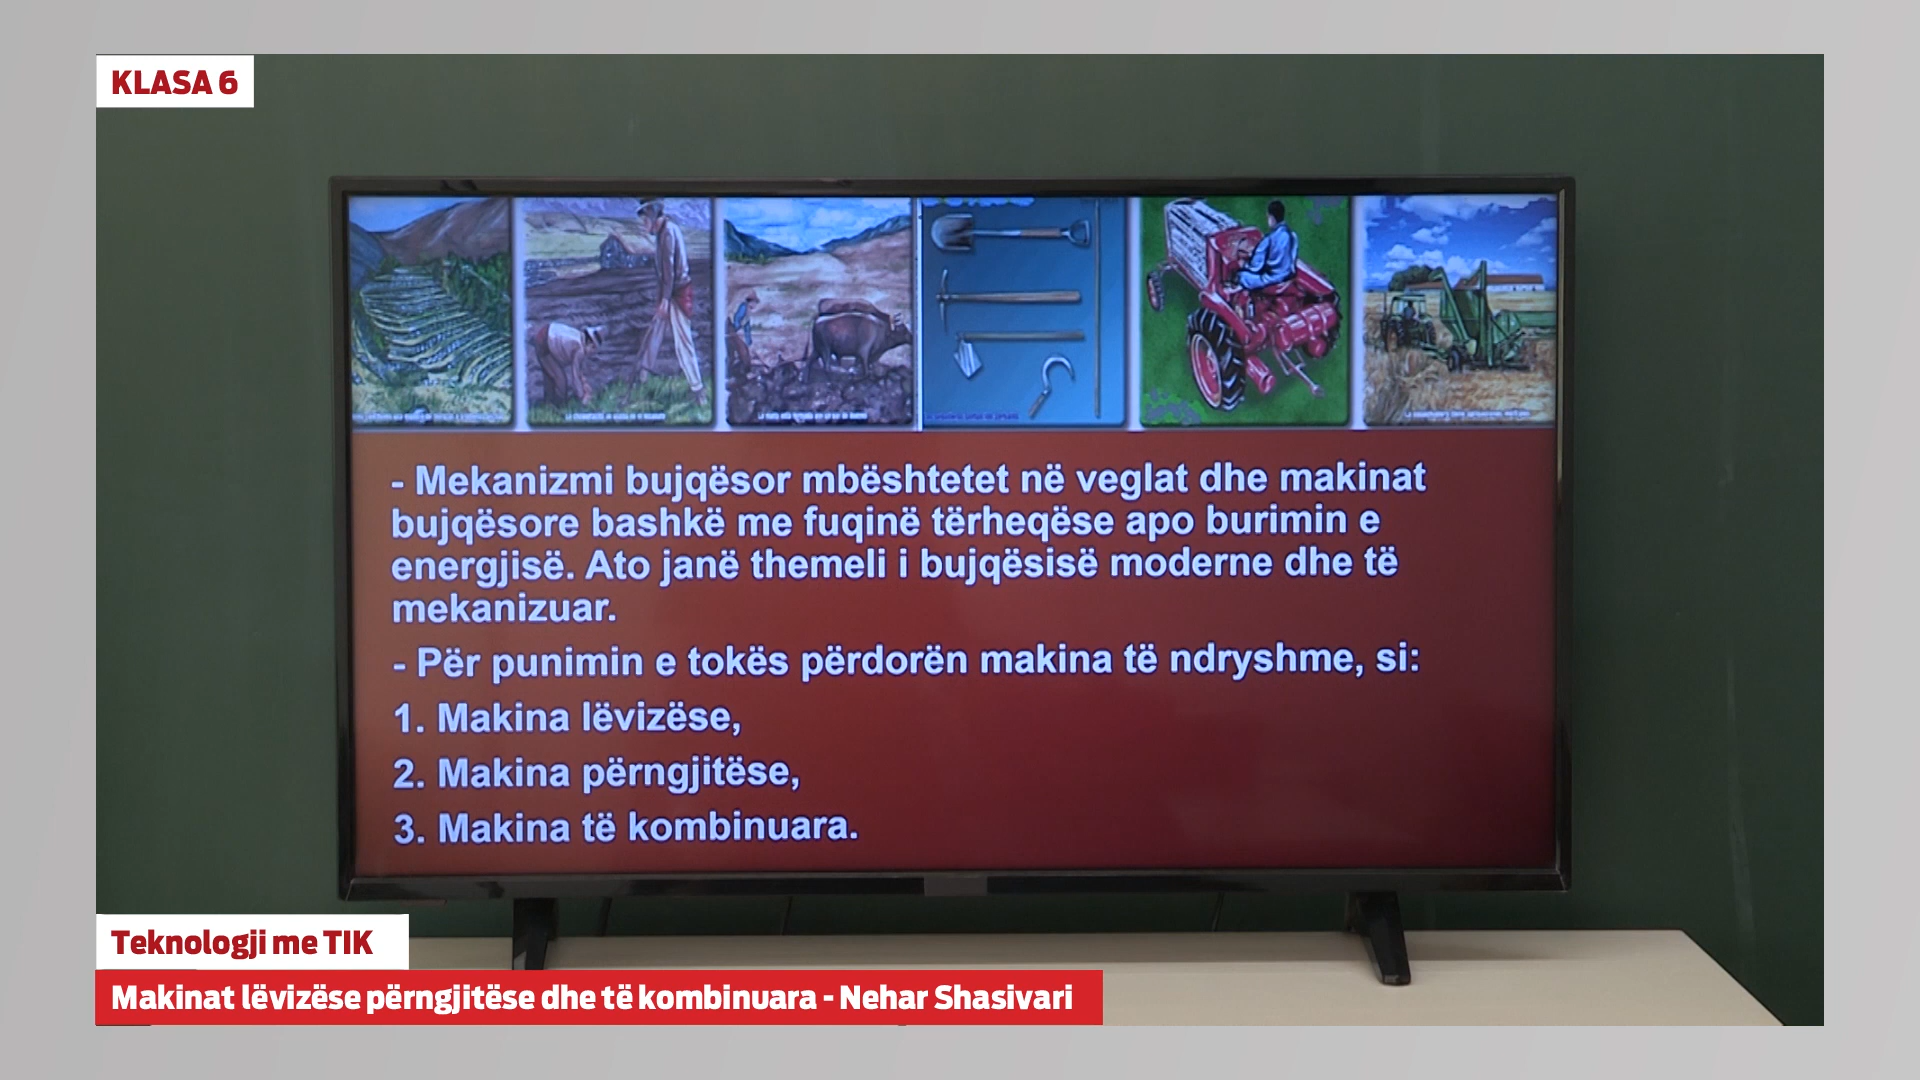 KLASA 6
- Mekanizmi bujqësor mbështetet në veglat dhe makinat
bujqësore bashkë me fuqinë tërheqëse apo burimin e
energjisë. Ato janë themeli i bujqësisë moderne dhe të
mekanizuar.
- Për punimin e tokës përdorën makina të ndryshme, si:
1. Makina lëvizëse,
2. Makina përngjitëse,
3. Makina të kombinuara.
Teknologji me TIK
Makinat lëvizëse përngjitëse dhe të kombinuara - Nehar Shasivari